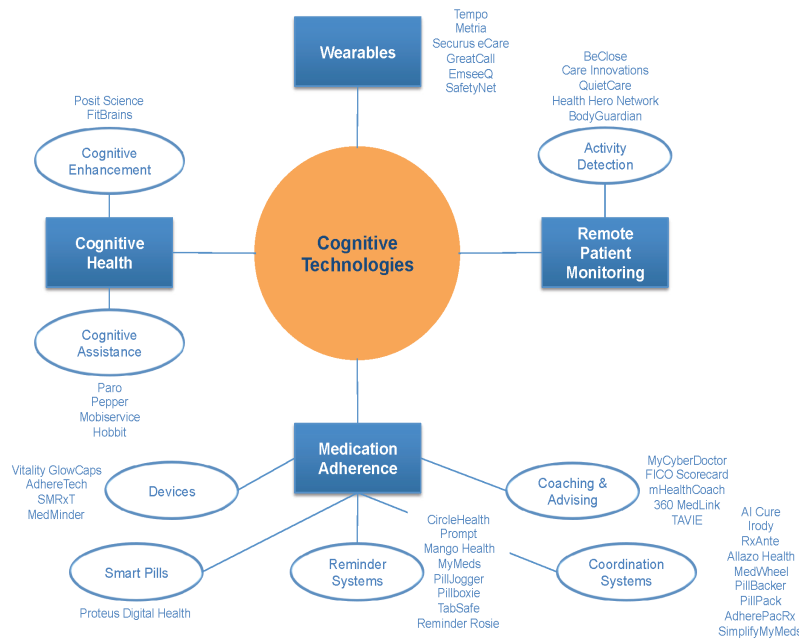 Wearables
Tempo
Metria
Securus eCare
GreatCall
EmseeQ
SafetyNet
BeClose
Care Innovations
QuietCare
Health Hero Network
BodyGuardian
Activity
Detection
Remote
Patient
Monitoring
Posit Science
FitBrains
Cognitive
Enhancement
Cognitive
Health
Cognitive
Technologies
Cognitive
Assistance
Paro
Pepper
Mobiservice
Hobbit
Medication
Adherence
Vitality GlowCaps
AdhereTech
SMRxT
MedMinder
Devices
Smart Pills
Proteus Digital Health
Reminder
Systems
CircleHealth
Prompt
Mango Health
MyMeds
PillJogger
Pillboxie
TabSafe
Reminder Rosie
Coaching &
Advising
MyCyberDoctor
FICO Scorecard
mHealthCoach
360 MedLink
TAVIE
Coordination
Systems
AI Cure
Irody
RxAnte
Allazo Health
MedWheel
PillBacker
PillPack
AdherePacRx
SimplifyMyMeds